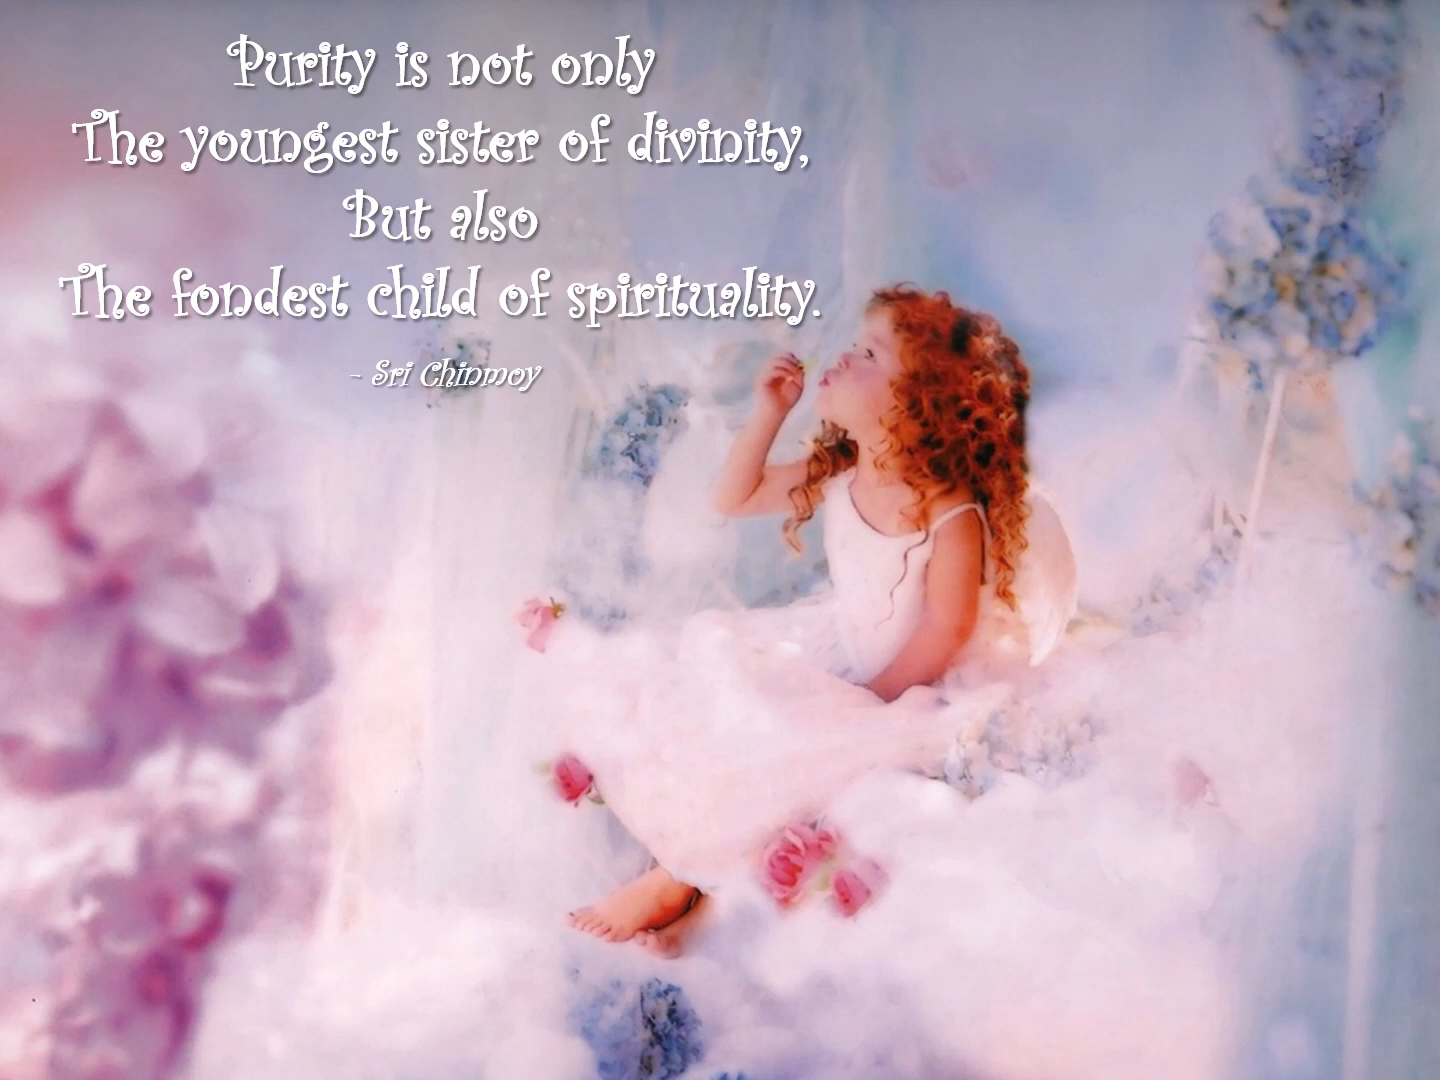 Purity is not only
The youngest sister of divinity,
But also
The fondest child of spirituality.
- Sri Chinmoy